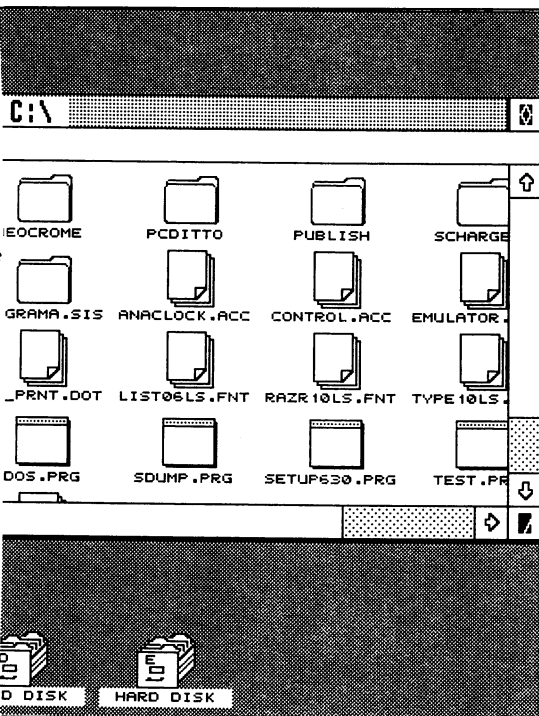 C:\
EOCROME PCDITTO PUBLISH SCHARGE
GRAMA.SIS ANACLOCK.ACC CONTROL.ACC EMULATOR.
_PRNT.DOT LIST06LS.FNT RAZR10LS.FNT TYPE10LS.
DOS.PRG SDUMP.PRG SETUP630.PRG TEST.PR
D E
D DISK HARD DISK